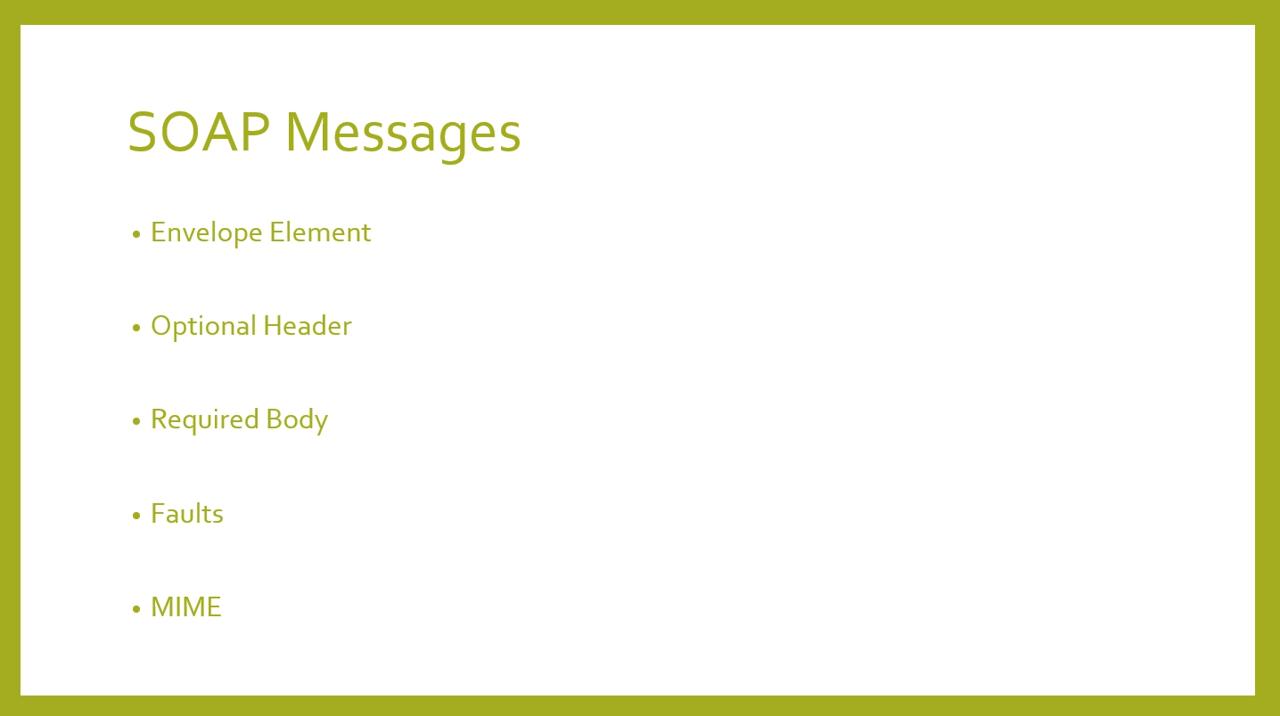 SOAP Messages
• Envelope Element
• Optional Header
• Required Body
• Faults
• MIME